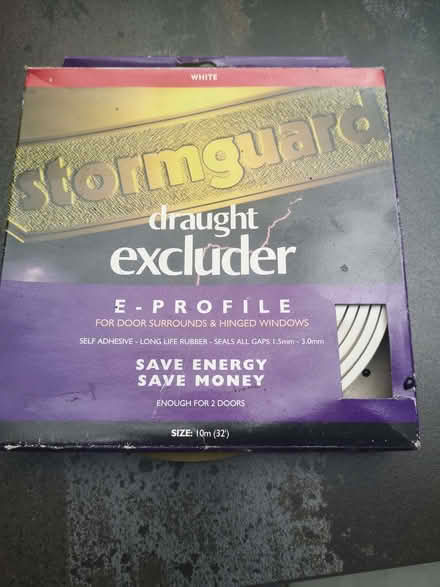 WHITE
stormguard
draught
excluder
E-PROFILE
FOR DOOR SURROUNDS & HINGED WINDOWS
SELF ADHESIVE - LONG LIFE RUBBER - SEALS ALL GAPS 1.5mm - 3.0mm
SAVE ENERGY
SAVE MONEY
ENOUGH FOR 2 DOORS
SIZE: 10m (32')